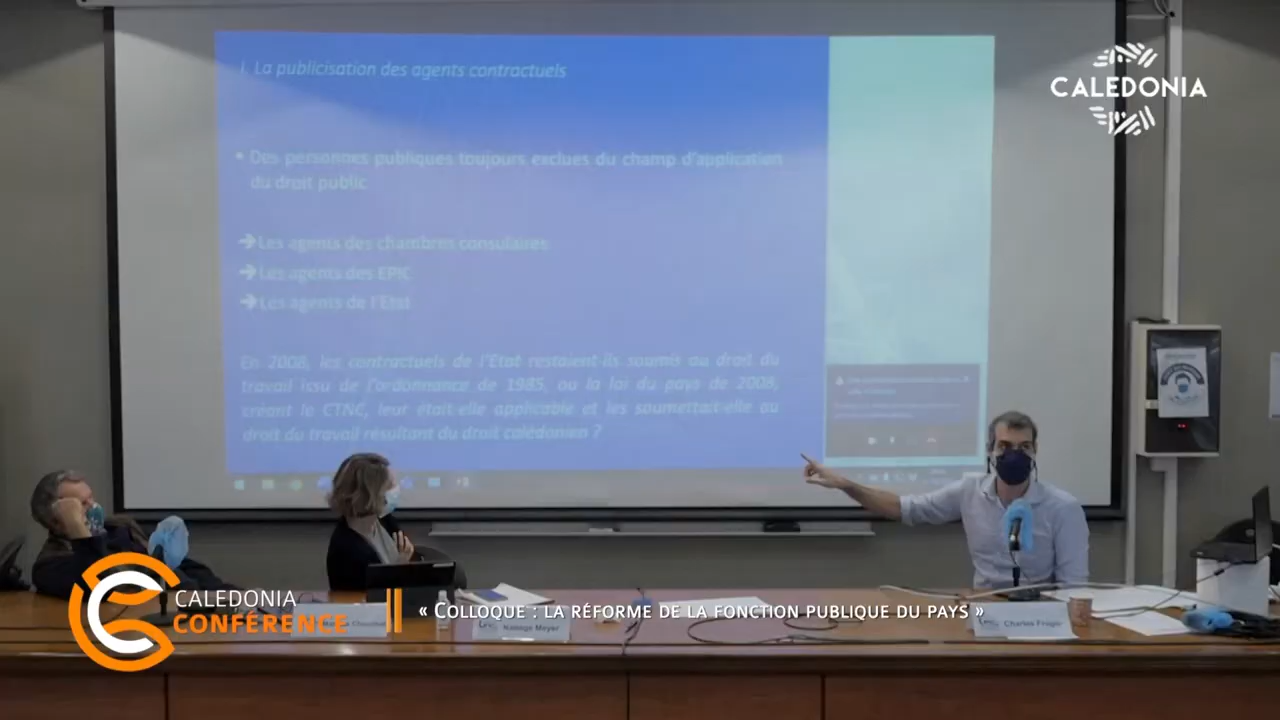 I. La publicisation des agents contractuels
CALEDONIA
• Des personnes publiques toujours exclues du champ d'application
du droit public
➔ Les agents des chambres consulaires
➔ Les agents des EPIC
➔ Les agents de l'Etat
En 2008, les contractuels de l'Etat restaient-ils soumis au droit du
travail issu de l'ordonnance de 1985, ou la loi du pays de 2008,
créant le CTNC, leur était-elle applicable et les soumettait-elle au
droit du travail résultant du droit calédonien ?
CALEDONIA
CONFÉRENCE
« COLLOQUE : LA RÉFORME DE LA FONCTION PUBLIQUE DU PAYS »
Nadège Meyer
Charles Froger